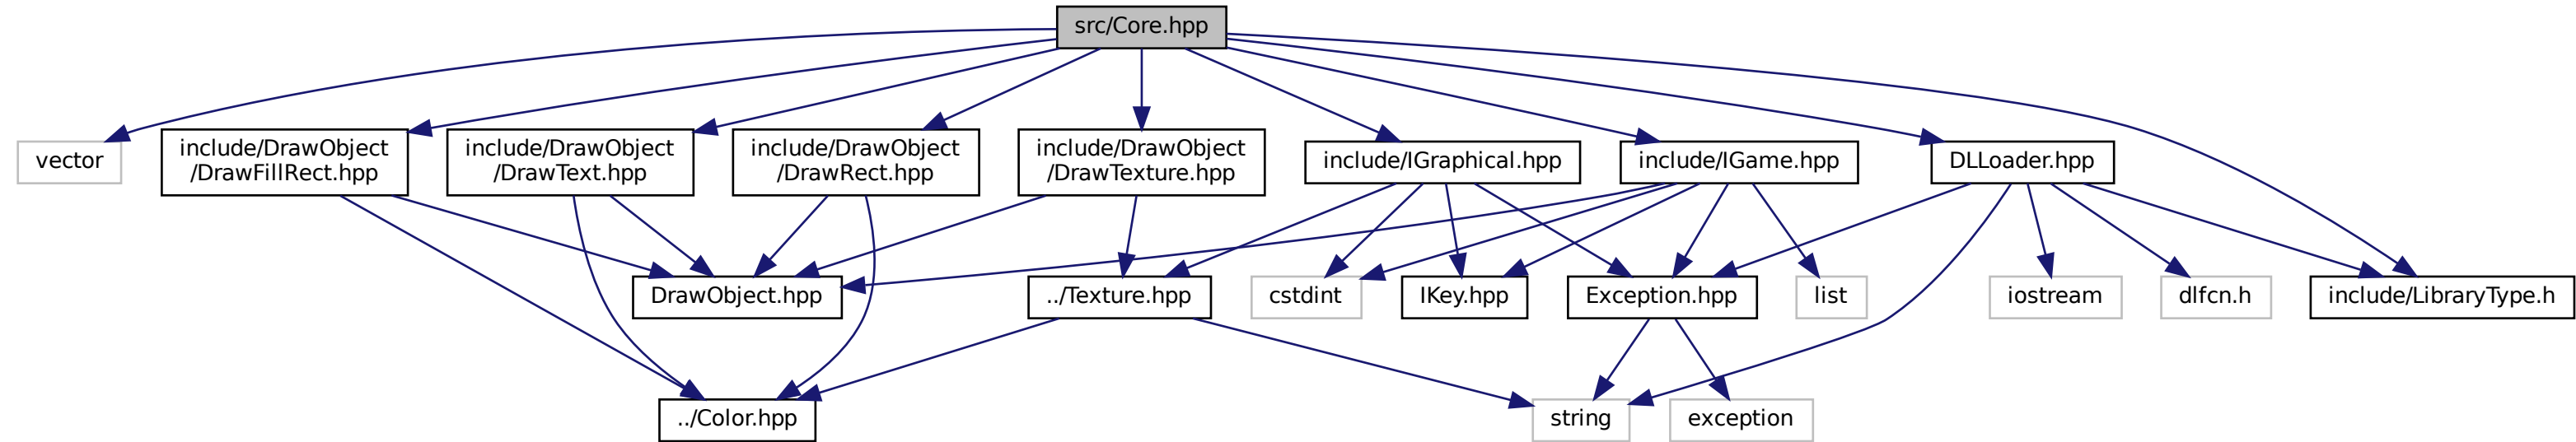 src/Core.hpp
vector
include/DrawObject
/DrawFillRect.hpp
include/DrawObject
/DrawText.hpp
include/DrawObject
/DrawRect.hpp
include/DrawObject
/DrawTexture.hpp
include/IGraphical.hpp
include/IGame.hpp
DLLoader.hpp
DrawObject.hpp
../Texture.hpp
cstdint
IKey.hpp
Exception.hpp
list
iostream
dlfcn.h
include/LibraryType.h
../Color.hpp
string
exception